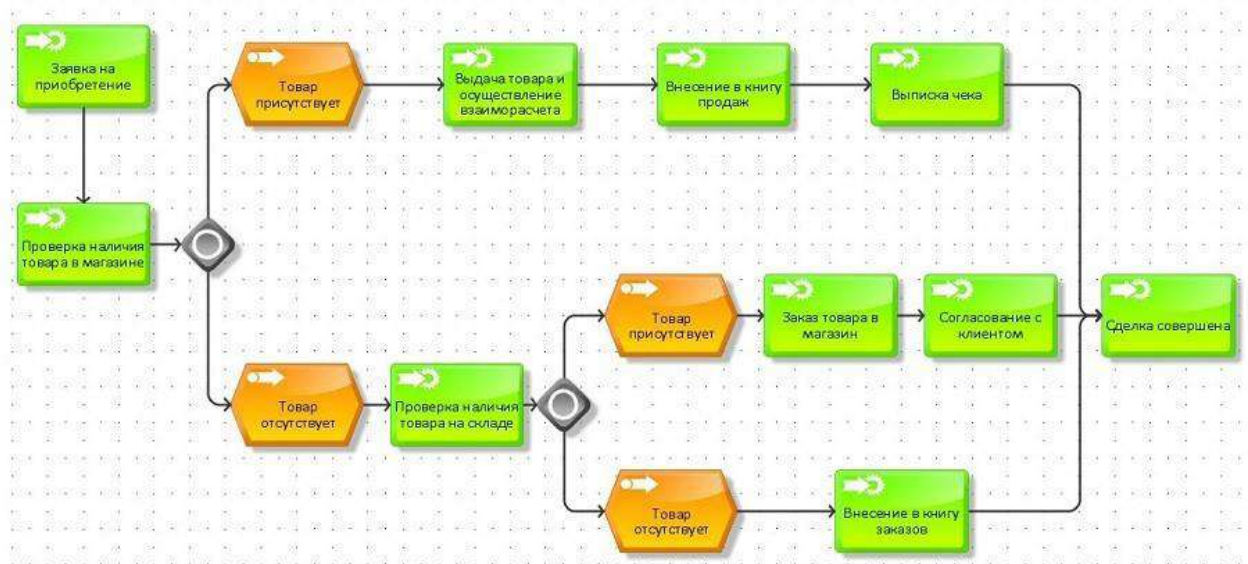 Заявка на
приобретение
Товар
присутствует
Выдача товара и
осуществление
взаиморасчета
Внесение в книгу
продаж
Выписка чека
Проверка наличия
товара в магазине
Товар
присутствует
Заказ товара в
магазин
Согласование с
клиентом
Сделка совершена
Товар
отсутствует
Проверка наличия
товара на складе
Товар
отсутствует
Внесение в книгу
заказов